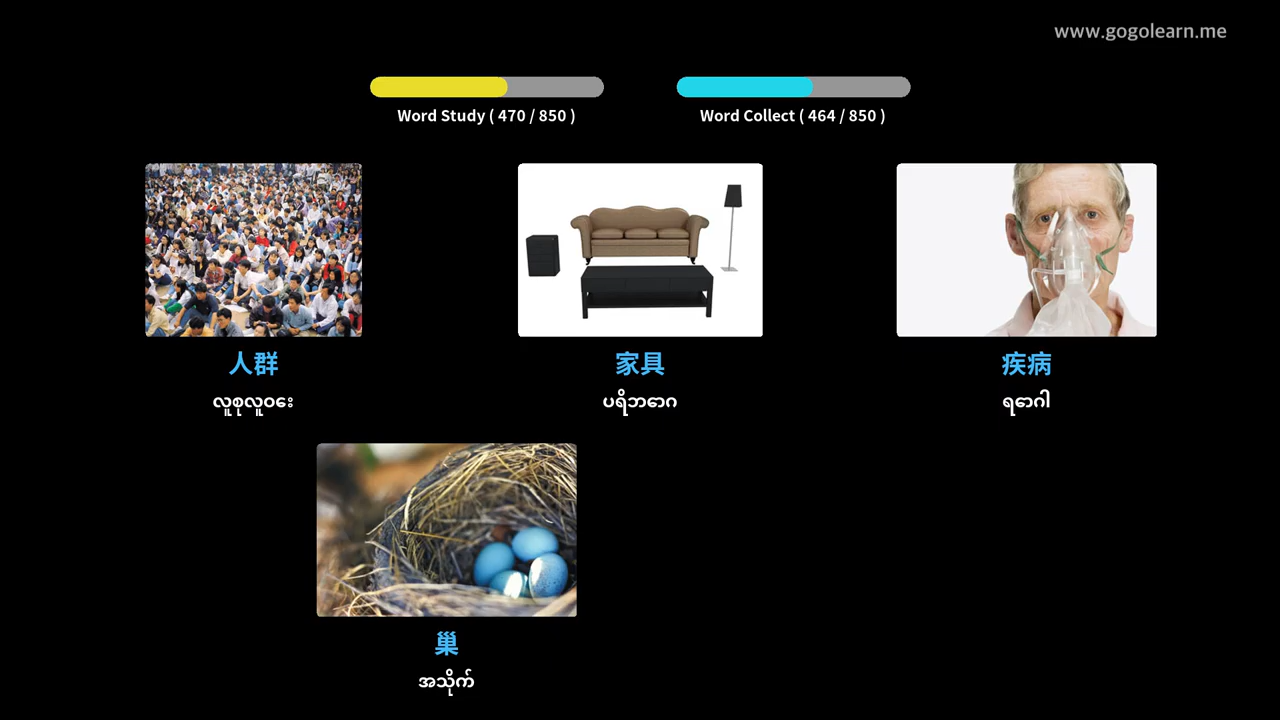 www.gogolearn.me
Word Study ( 470 / 850 )
Word Collect ( 464 / 850 )
人群
လူစုလူဝေး
家具
ပရိဘောဂ
疾病
ရောဂါ
巢
အသိုက်